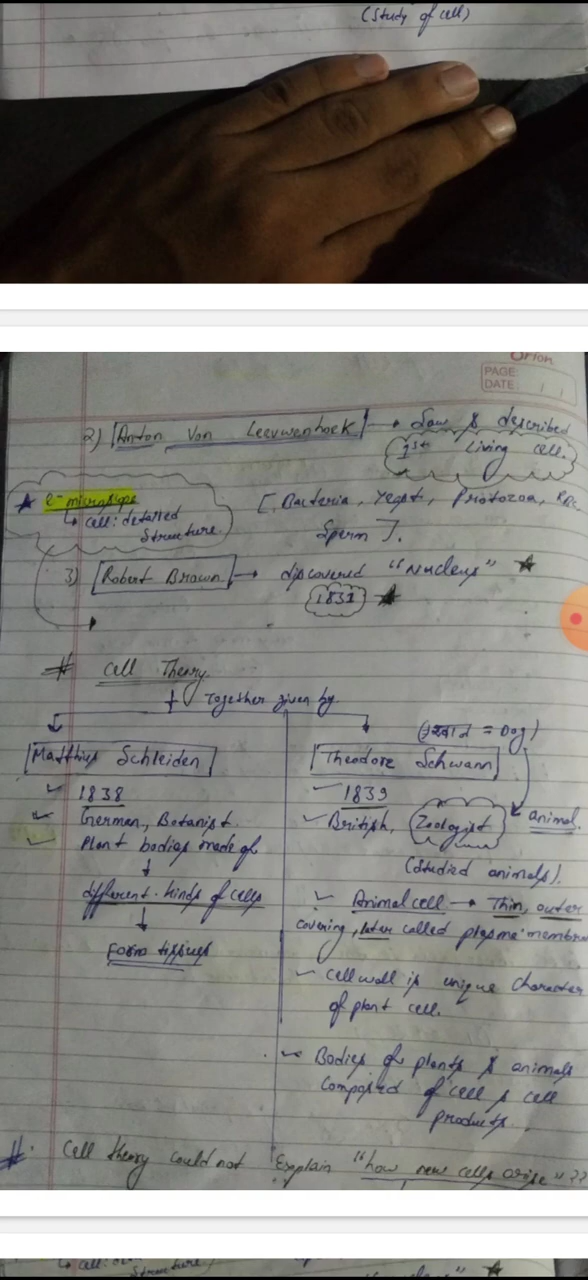 (Study of cell)
Orion
PAGE:
DATE:
2) Anton Von Leeuwenhoek → Saw & described
1st Living cell.
★ e- microscope
↳ cell: detailed
structure.
[Bacteria, Yeast, Protozoa, RBC,
Sperm].
3) Robert Brown → discovered "Nucleus" ★
1831 ★
# Cell Theory
Together given by
(श्वान = Dog)
Matthias Schleiden
✓ 1838
✓ German, Botanist.
✓ Plant bodies made of
↓
different kinds of cells
↓
Form tissues
Theodore Schwann
✓ 1839
✓ British, Zoologist animal.
(studied animals).
✓ Animal cell → Thin, outer
covering, later called plasma membra
✓ cell wall is unique character
of plant cell.
✓ Bodies of plants & animals
composed of cell & cell
products.
#. Cell theory could not Explain "how new cells arise"??
↳ cell:
structure.
★